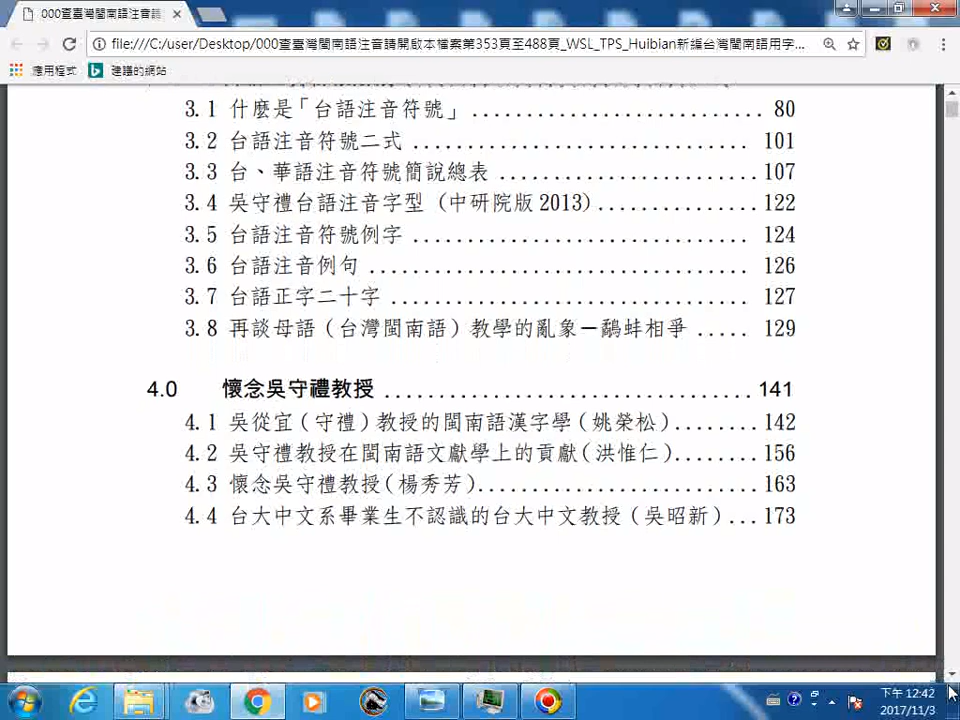 000查臺灣閩南語注音請
file:///C:/user/Desktop/000查臺灣閩南語注音請開啟本檔案第353頁至488頁_WSL_TPS_Huibian新編台灣閩南語用字...
應用程式 建議的網站
3.1 什麼是「台語注音符號」 ........................... 80
3.2 台語注音符號二式 ................................ 101
3.3 台、華語注音符號簡說總表 ........................ 107
3.4 吳守禮台語注音字型 (中研院版 2013) ............... 122
3.5 台語注音符號例字 ................................ 124
3.6 台語注音例句 .................................... 126
3.7 台語正字二十字 .................................. 127
3.8 再談母語(台灣閩南語)教學的亂象－鷸蚌相爭 ..... 129
4.0 懷念吳守禮教授 .................................. 141
4.1 吳從宜(守禮)教授的閩南語漢字學(姚榮松) ........ 142
4.2 吳守禮教授在閩南語文獻學上的貢獻(洪惟仁) ........ 156
4.3 懷念吳守禮教授(楊秀芳) .......................... 163
4.4 台大中文系畢業生不認識的台大中文教授(吳昭新) ... 173
下午 12:42
2017/11/3